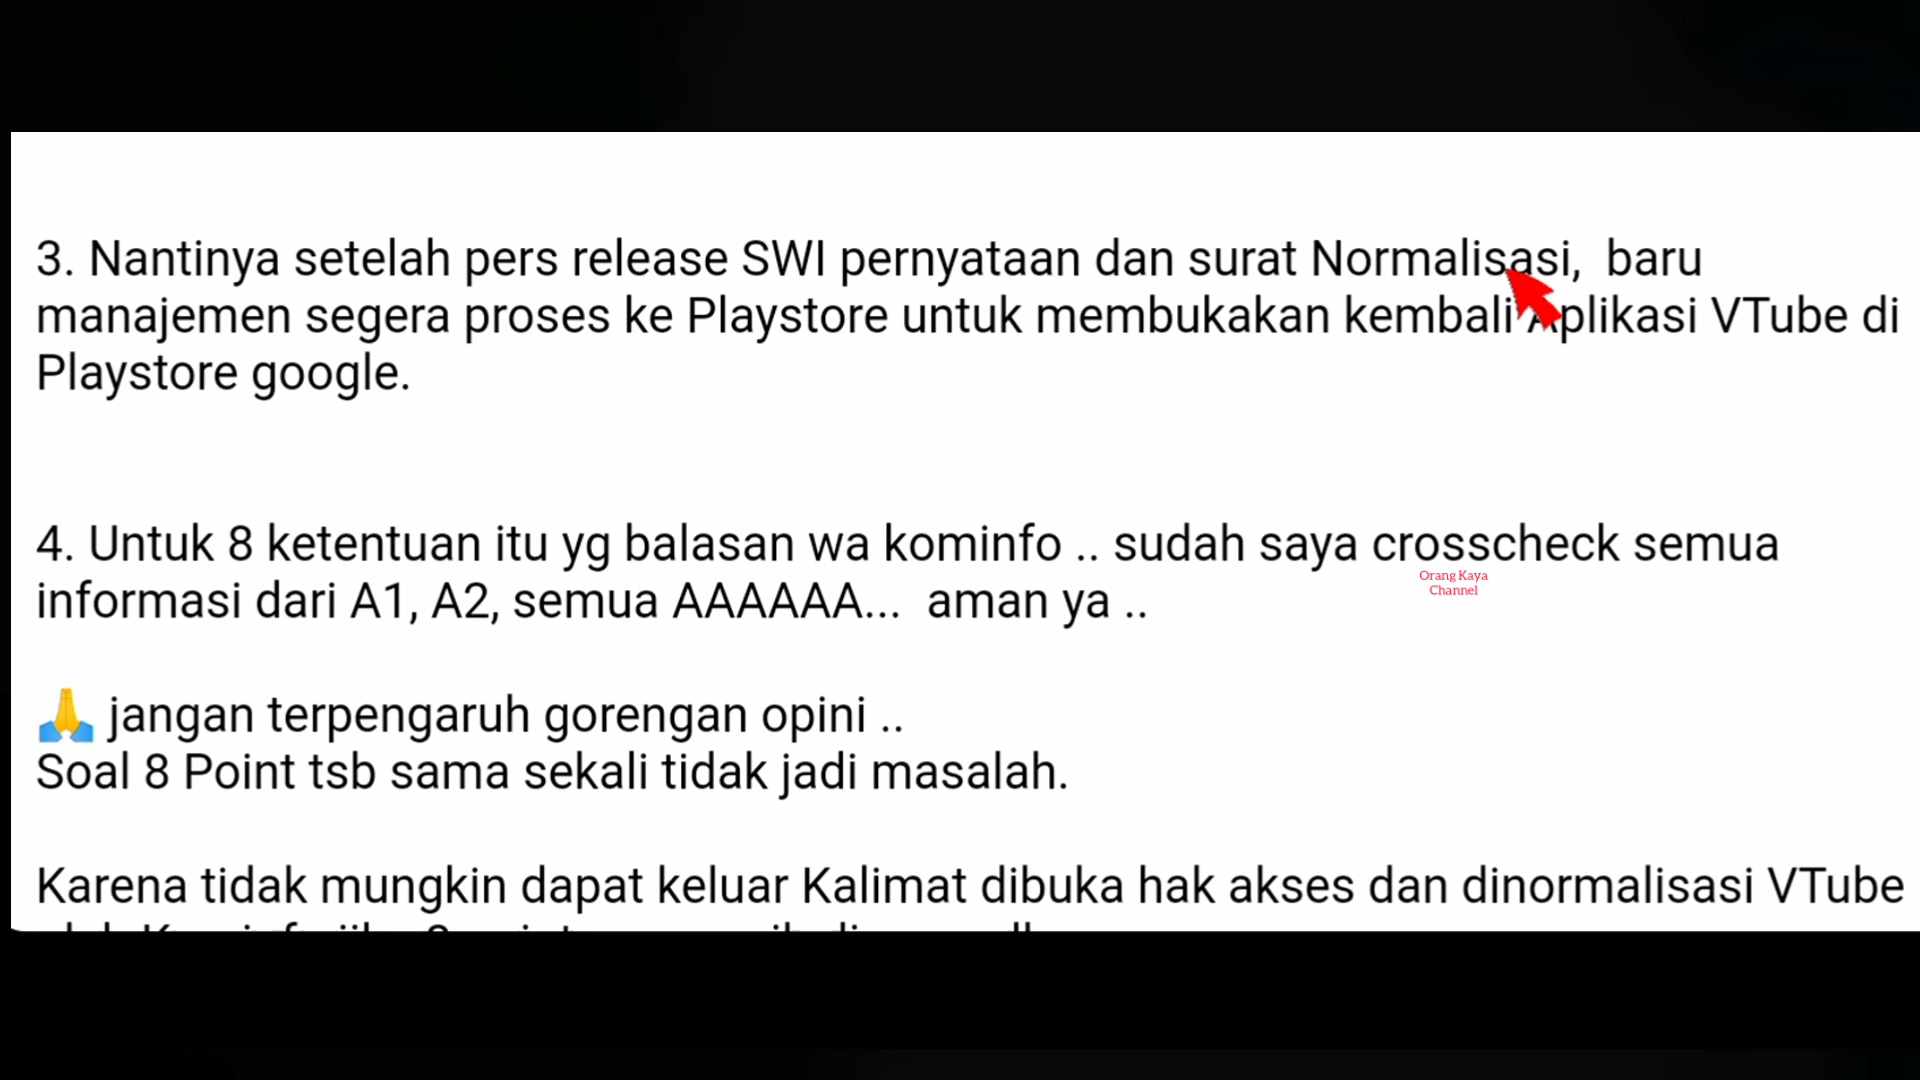 3. Nantinya setelah pers release SWI pernyataan dan surat Normalisasi, baru
manajemen segera proses ke Playstore untuk membukakan kembali Aplikasi VTube di
Playstore google.
4. Untuk 8 ketentuan itu yg balasan wa kominfo .. sudah saya crosscheck semua
informasi dari A1, A2, semua AAAAAA... aman ya ..
Orang Kaya
Channel
🙏 jangan terpengaruh gorengan opini ..
Soal 8 Point tsb sama sekali tidak jadi masalah.
Karena tidak mungkin dapat keluar Kalimat dibuka hak akses dan dinormalisasi VTube